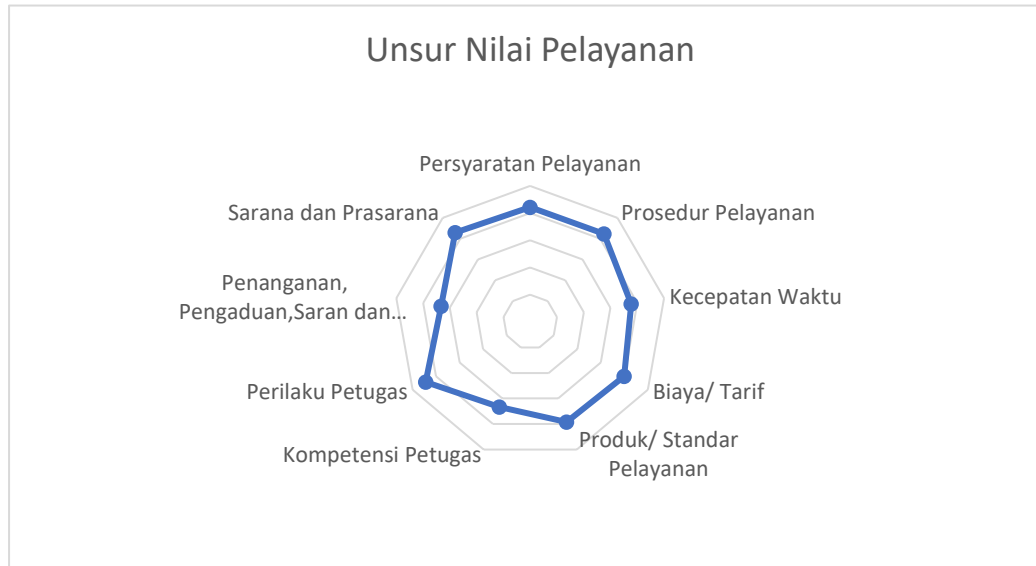 Unsur Nilai Pelayanan
Persyaratan Pelayanan
Prosedur Pelayanan
Kecepatan Waktu
Biaya/ Tarif
Produk/ Standar
Pelayanan
Kompetensi Petugas
Perilaku Petugas
Penanganan,
Pengaduan,Saran dan...
Sarana dan Prasarana